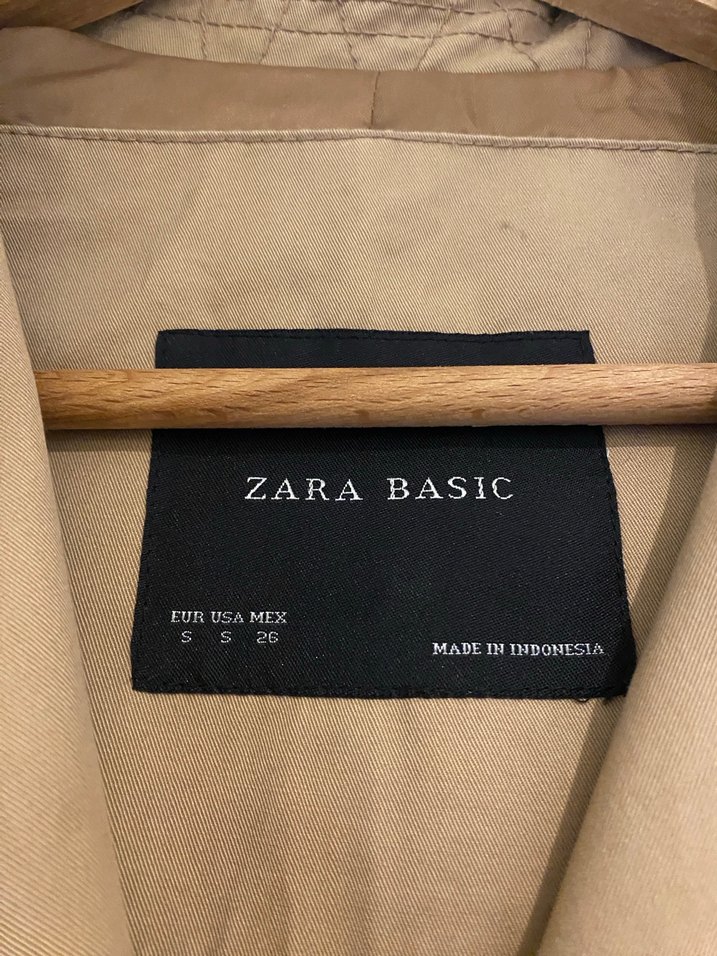 ZARA BASIC
EUR USA MEX
S S 26
MADE IN INDONESIA